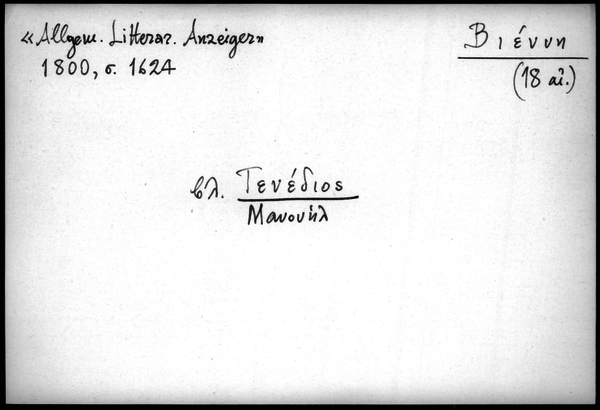 «Allgem. Litterar. Anzeiger»
1800, σ. 1624
Βιέννη
(18 αἰ.)
βλ. Τενέδιος
Μανουήλ